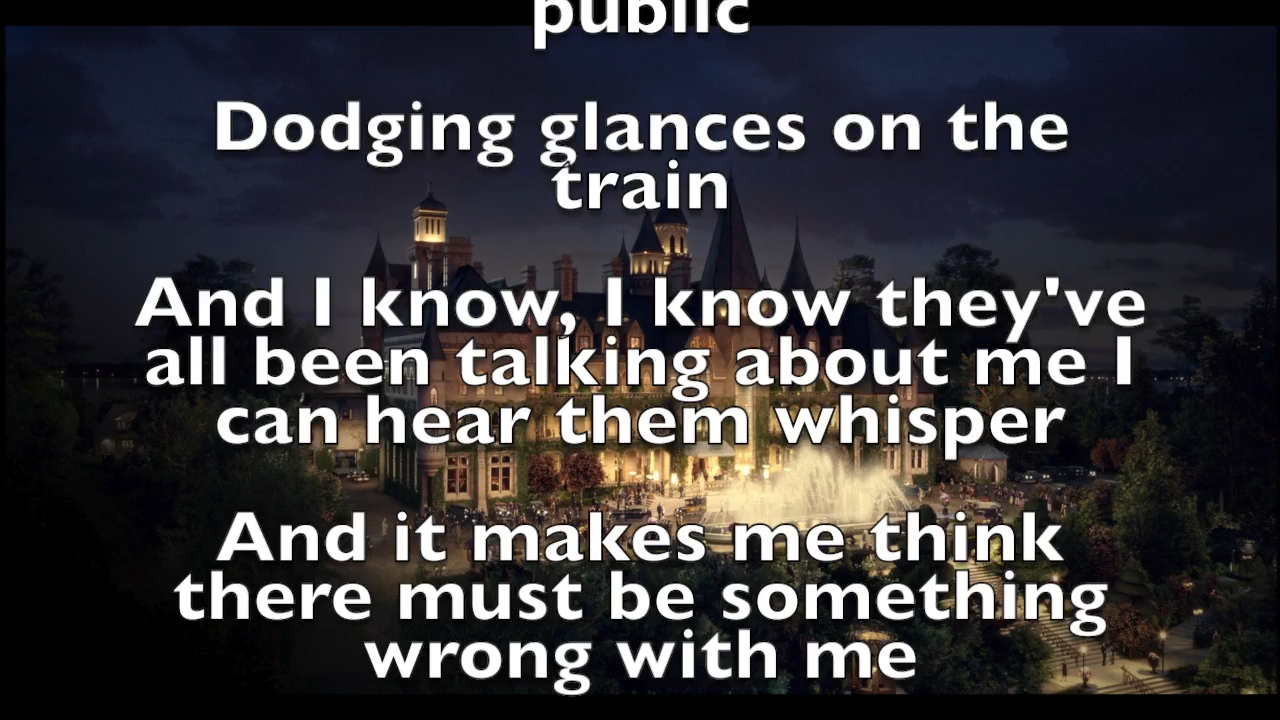 public
Dodging glances on the
train
And I know, I know they've
all been talking about me I
can hear them whisper
And it makes me think
there must be something
wrong with me